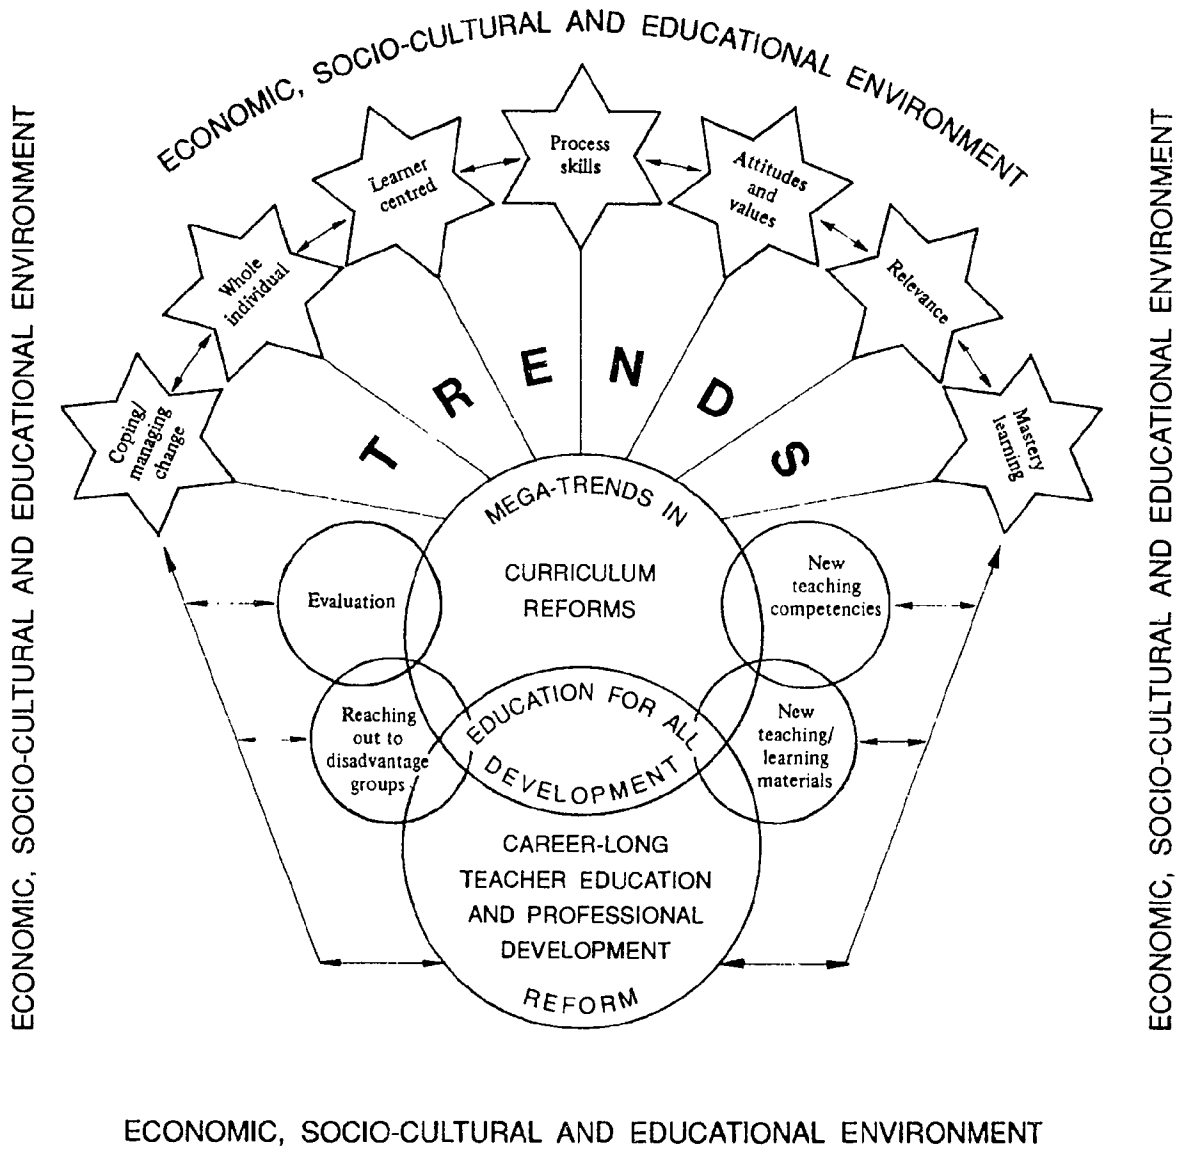 ECONOMIC, SOCIO-CULTURAL AND EDUCATIONAL ENVIRONMENT
ECONOMIC, SOCIO-CULTURAL AND EDUCATIONAL ENVIRONMENT
ECONOMIC, SOCIO-CULTURAL AND EDUCATIONAL ENVIRONMENT
Coping/
managing
change
Whole
individual
Learner
centred
Process
skills
Attitudes
and
values
Relevance
Mastery
learning
TRENDS
MEGA-TRENDS IN
CURRICULUM
REFORMS
Evaluation
New
teaching
competencies
Reaching
out to
disadvantage
groups
EDUCATION FOR ALL
DEVELOPMENT
New
teaching/
learning
materials
CAREER-LONG
TEACHER EDUCATION
AND PROFESSIONAL
DEVELOPMENT
REFORM
ECONOMIC, SOCIO-CULTURAL AND EDUCATIONAL ENVIRONMENT